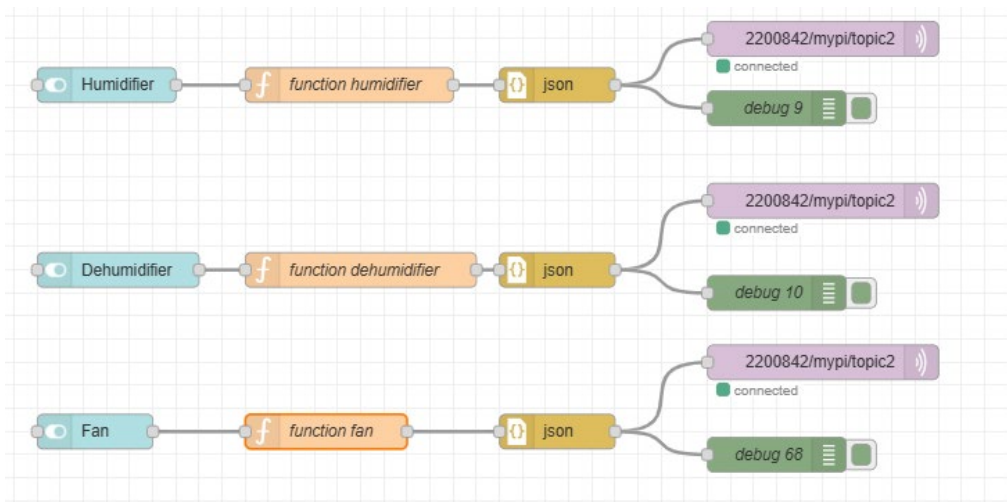 2200842/mypi/topic2
Humidifier
function humidifier
json
connected
debug 9
2200842/mypi/topic2
connected
Dehumidifier
function dehumidifier
json
debug 10
2200842/mypi/topic2
connected
Fan
function fan
json
debug 68